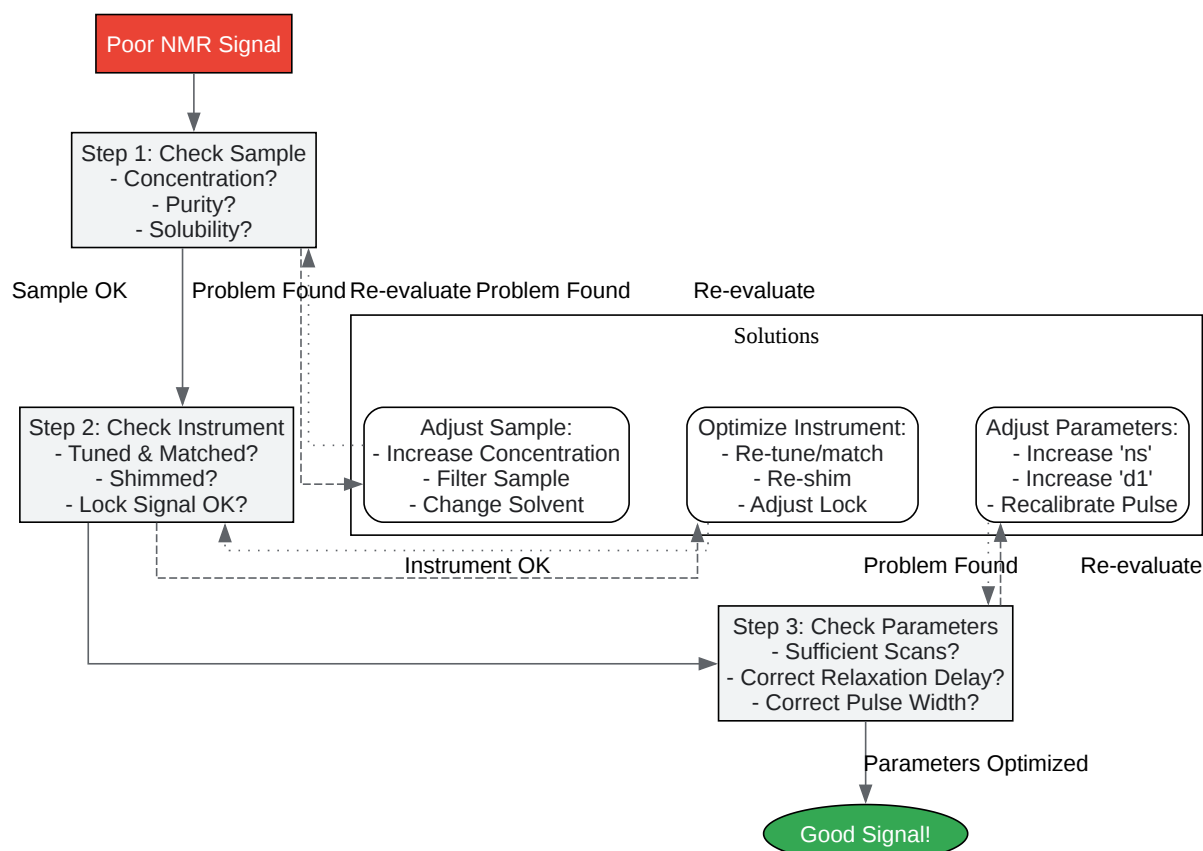 Poor NMR Signal
Step 1: Check Sample
- Concentration?
- Purity?
- Solubility?
Sample OK
Problem Found
Re-evaluate
Problem Found
Re-evaluate
Solutions
Step 2: Check Instrument
- Tuned & Matched?
- Shimmed?
- Lock Signal OK?
Adjust Sample:
- Increase Concentration
- Filter Sample
- Change Solvent
Optimize Instrument:
- Re-tune/match
- Re-shim
- Adjust Lock
Adjust Parameters:
- Increase 'ns'
- Increase 'd1'
- Recalibrate Pulse
Instrument OK
Problem Found
Re-evaluate
Step 3: Check Parameters
- Sufficient Scans?
- Correct Relaxation Delay?
- Correct Pulse Width?
Parameters Optimized
Good Signal!